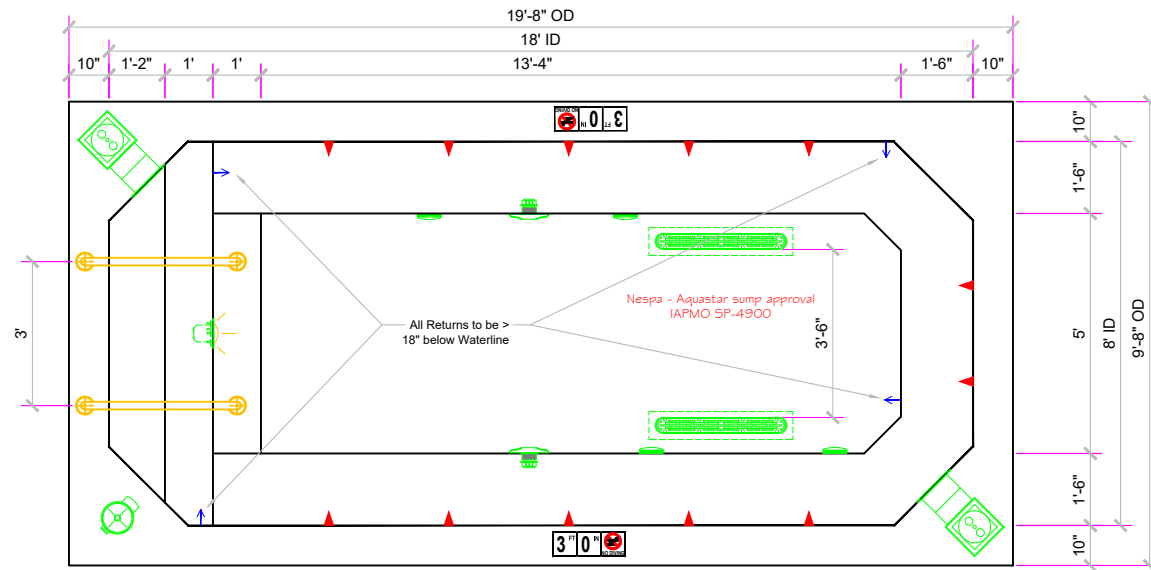 19'-8" OD
18' ID
10"
1'-2"
1'
1'
13'-4"
1'-6"
10"
3 FT 0 IN NO DIVING
10"
1'-6"
5'
1'-6"
10"
8' ID
9'-8" OD
3'
Nespa - Aquastar sump approval
IAPMO SP-4900
All Returns to be >
18" below Waterline
3'-6"
3 FT 0 IN NO DIVING